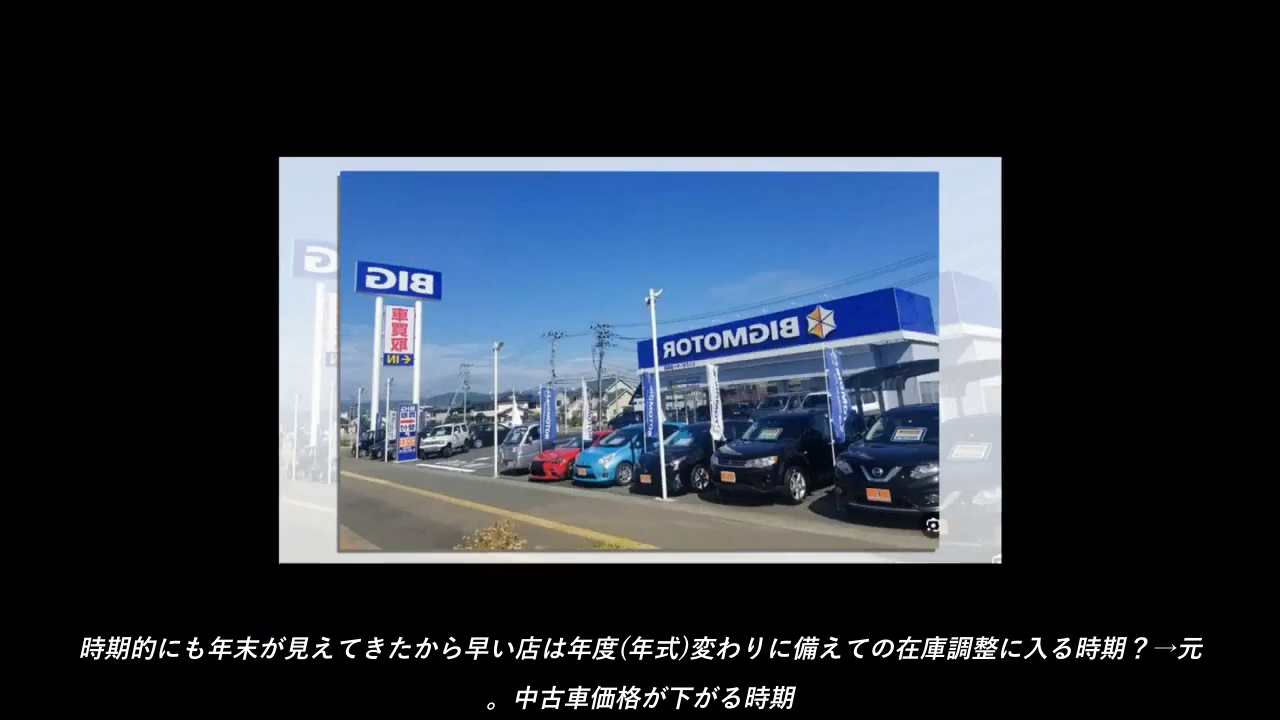 BIG
車買取
IN
BIGMOTOR
時期的にも年末が見えてきたから早い店は年度(年式)変わりに備えての在庫調整に入る時期？→元
。中古車価格が下がる時期